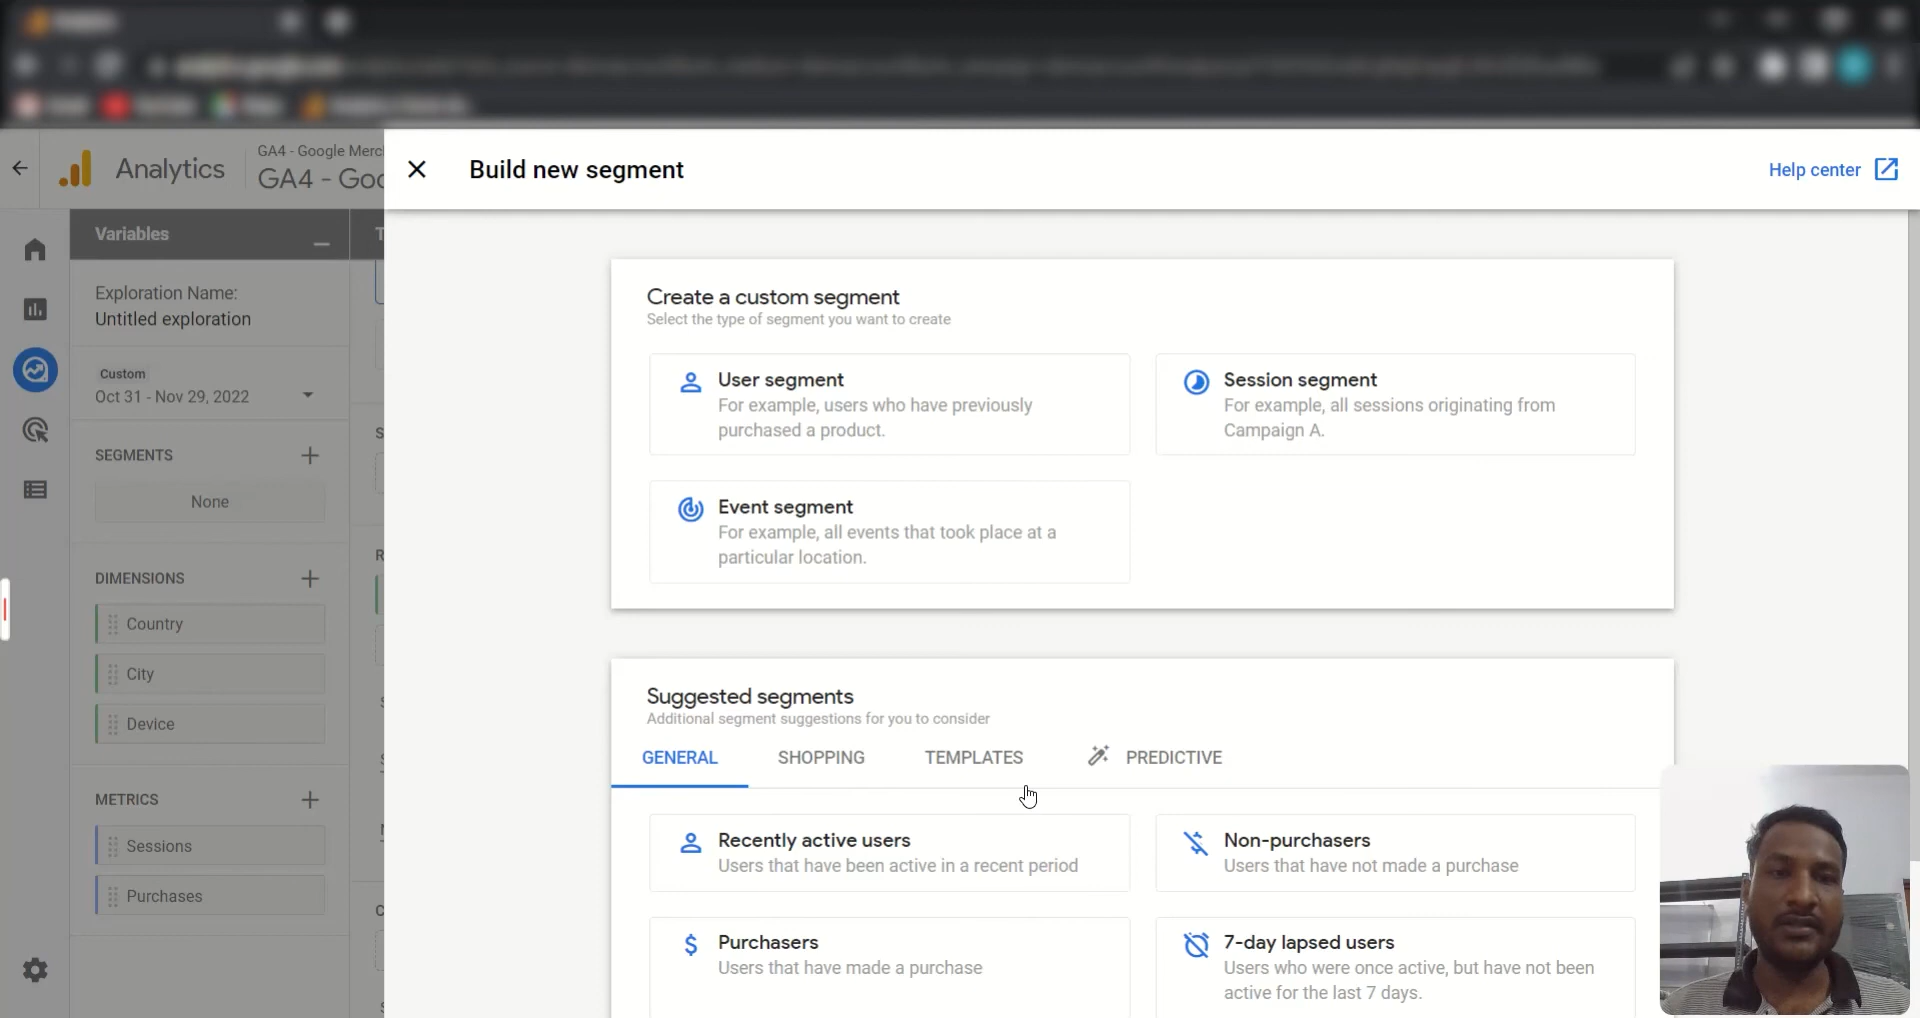 Analytics
GA4 - Google Merc
GA4 - Goo
Build new segment
Help center
Variables
T
Exploration Name:
Untitled exploration
Custom
Oct 31 - Nov 29, 2022
SEGMENTS
None
DIMENSIONS
Country
City
Device
METRICS
Sessions
Purchases
S
R
C
Create a custom segment
Select the type of segment you want to create
User segment
For example, users who have previously
purchased a product.
Session segment
For example, all sessions originating from
Campaign A.
Event segment
For example, all events that took place at a
particular location.
Suggested segments
Additional segment suggestions for you to consider
GENERAL
SHOPPING
TEMPLATES
PREDICTIVE
Recently active users
Users that have been active in a recent period
Non-purchasers
Users that have not made a purchase
Purchasers
Users that have made a purchase
7-day lapsed users
Users who were once active, but have not been
active for the last 7 days.